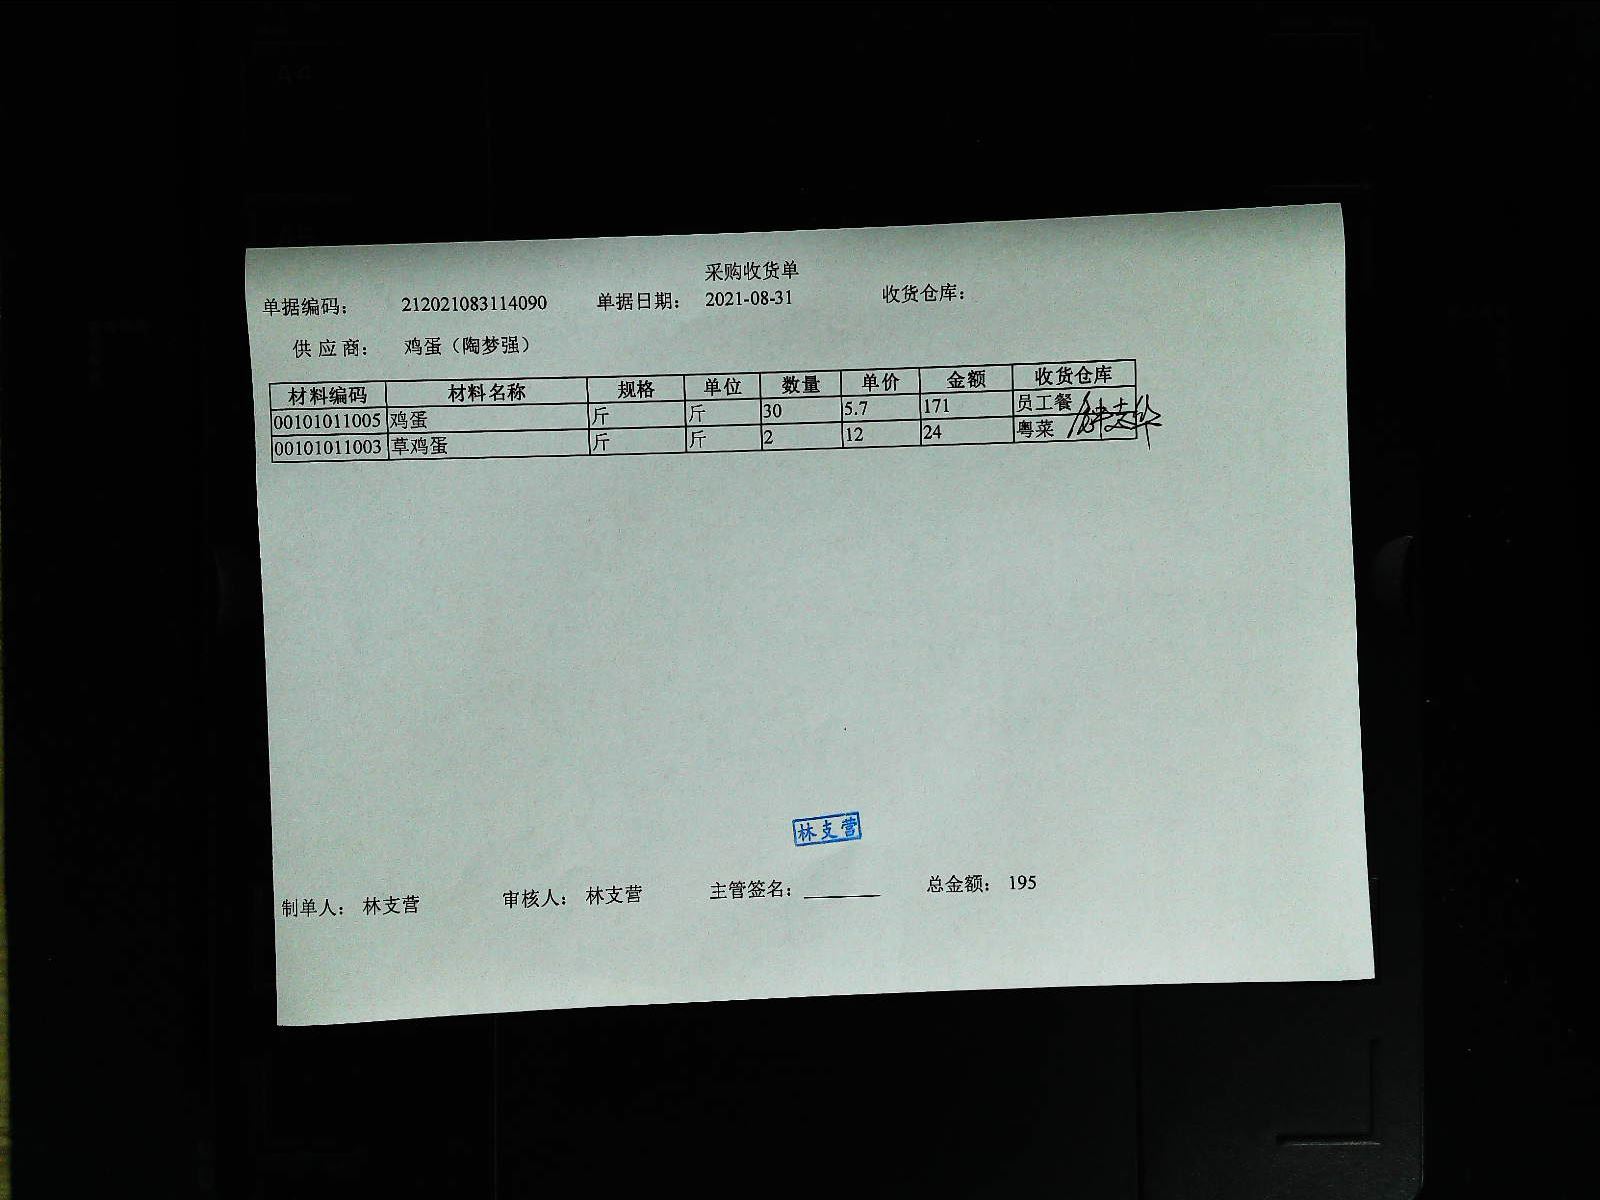 采购收货单
单据编码： 212021083114090 单据日期： 2021-08-31 收货仓库：
供 应 商： 鸡蛋（陶梦强）
材料编码 材料名称 规格 单位 数量 单价 金额 收货仓库
00101011005 鸡蛋 斤 斤 30 5.7 171 员工餐
00101011003 草鸡蛋 斤 斤 2 12 24 粤菜
林支营
制单人： 林支营 审核人： 林支营 主管签名：________ 总金额： 195